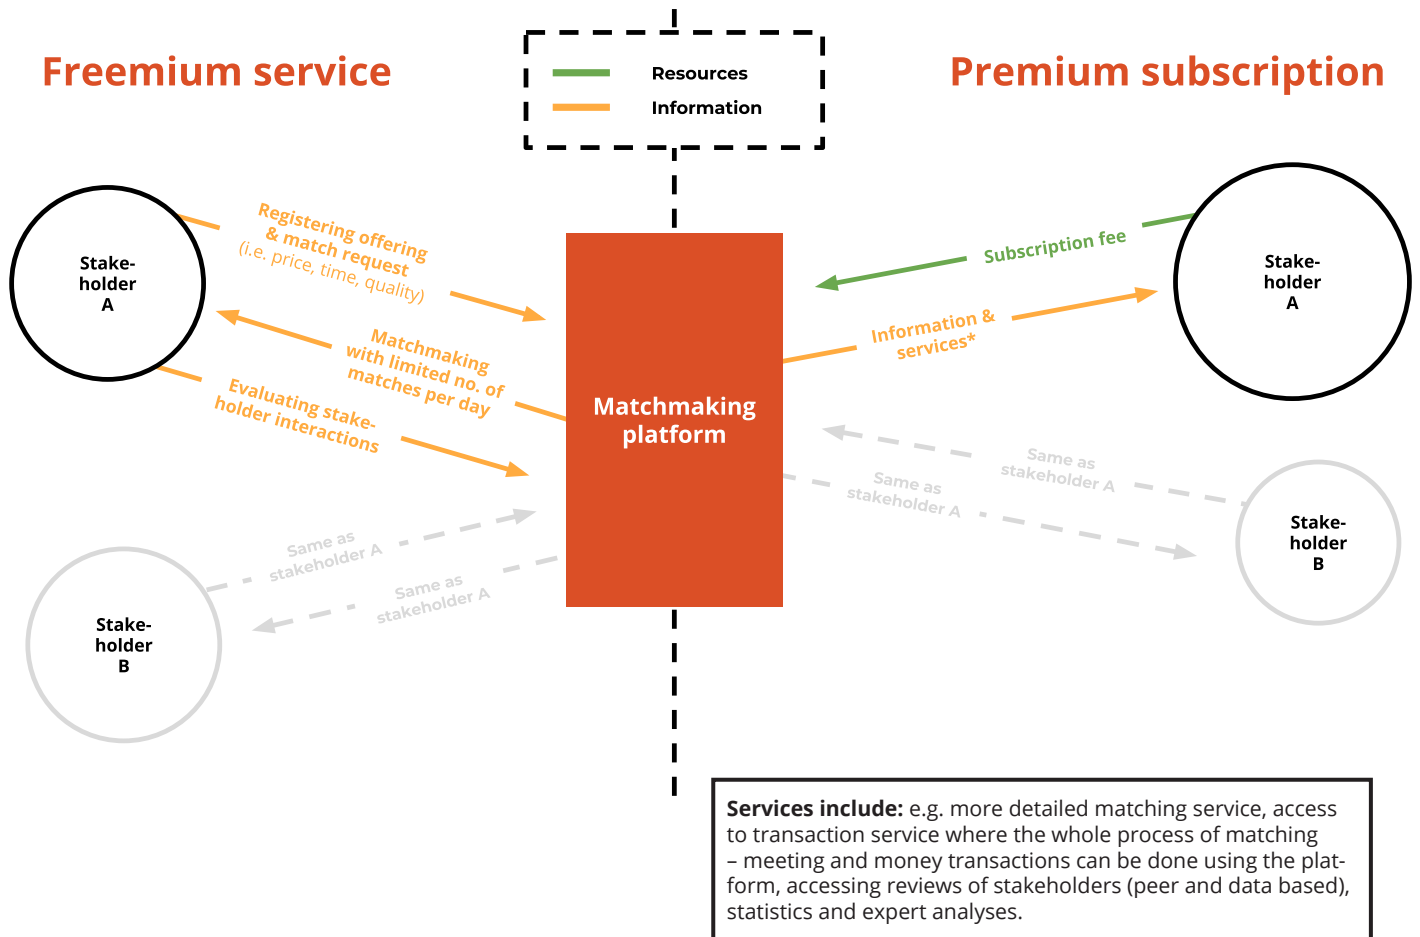 Freemium service
Premium subscription
Resources
Information
Stake-
holder
A
Registering offering
& match request
(i.e. price, time, quality)
Matchmaking
with limited no. of
matches per day
Evaluating stake-
holder interactions
Same as
stakeholder A
Same as
stakeholder A
Stake-
holder
B
Matchmaking
platform
Subscription fee
Information &
services*
Stake-
holder
A
Same as
stakeholder A
Same as
stakeholder A
Stake-
holder
B
Services include: e.g. more detailed matching service, access
to transaction service where the whole process of matching
– meeting and money transactions can be done using the plat-
form, accessing reviews of stakeholders (peer and data based),
statistics and expert analyses.